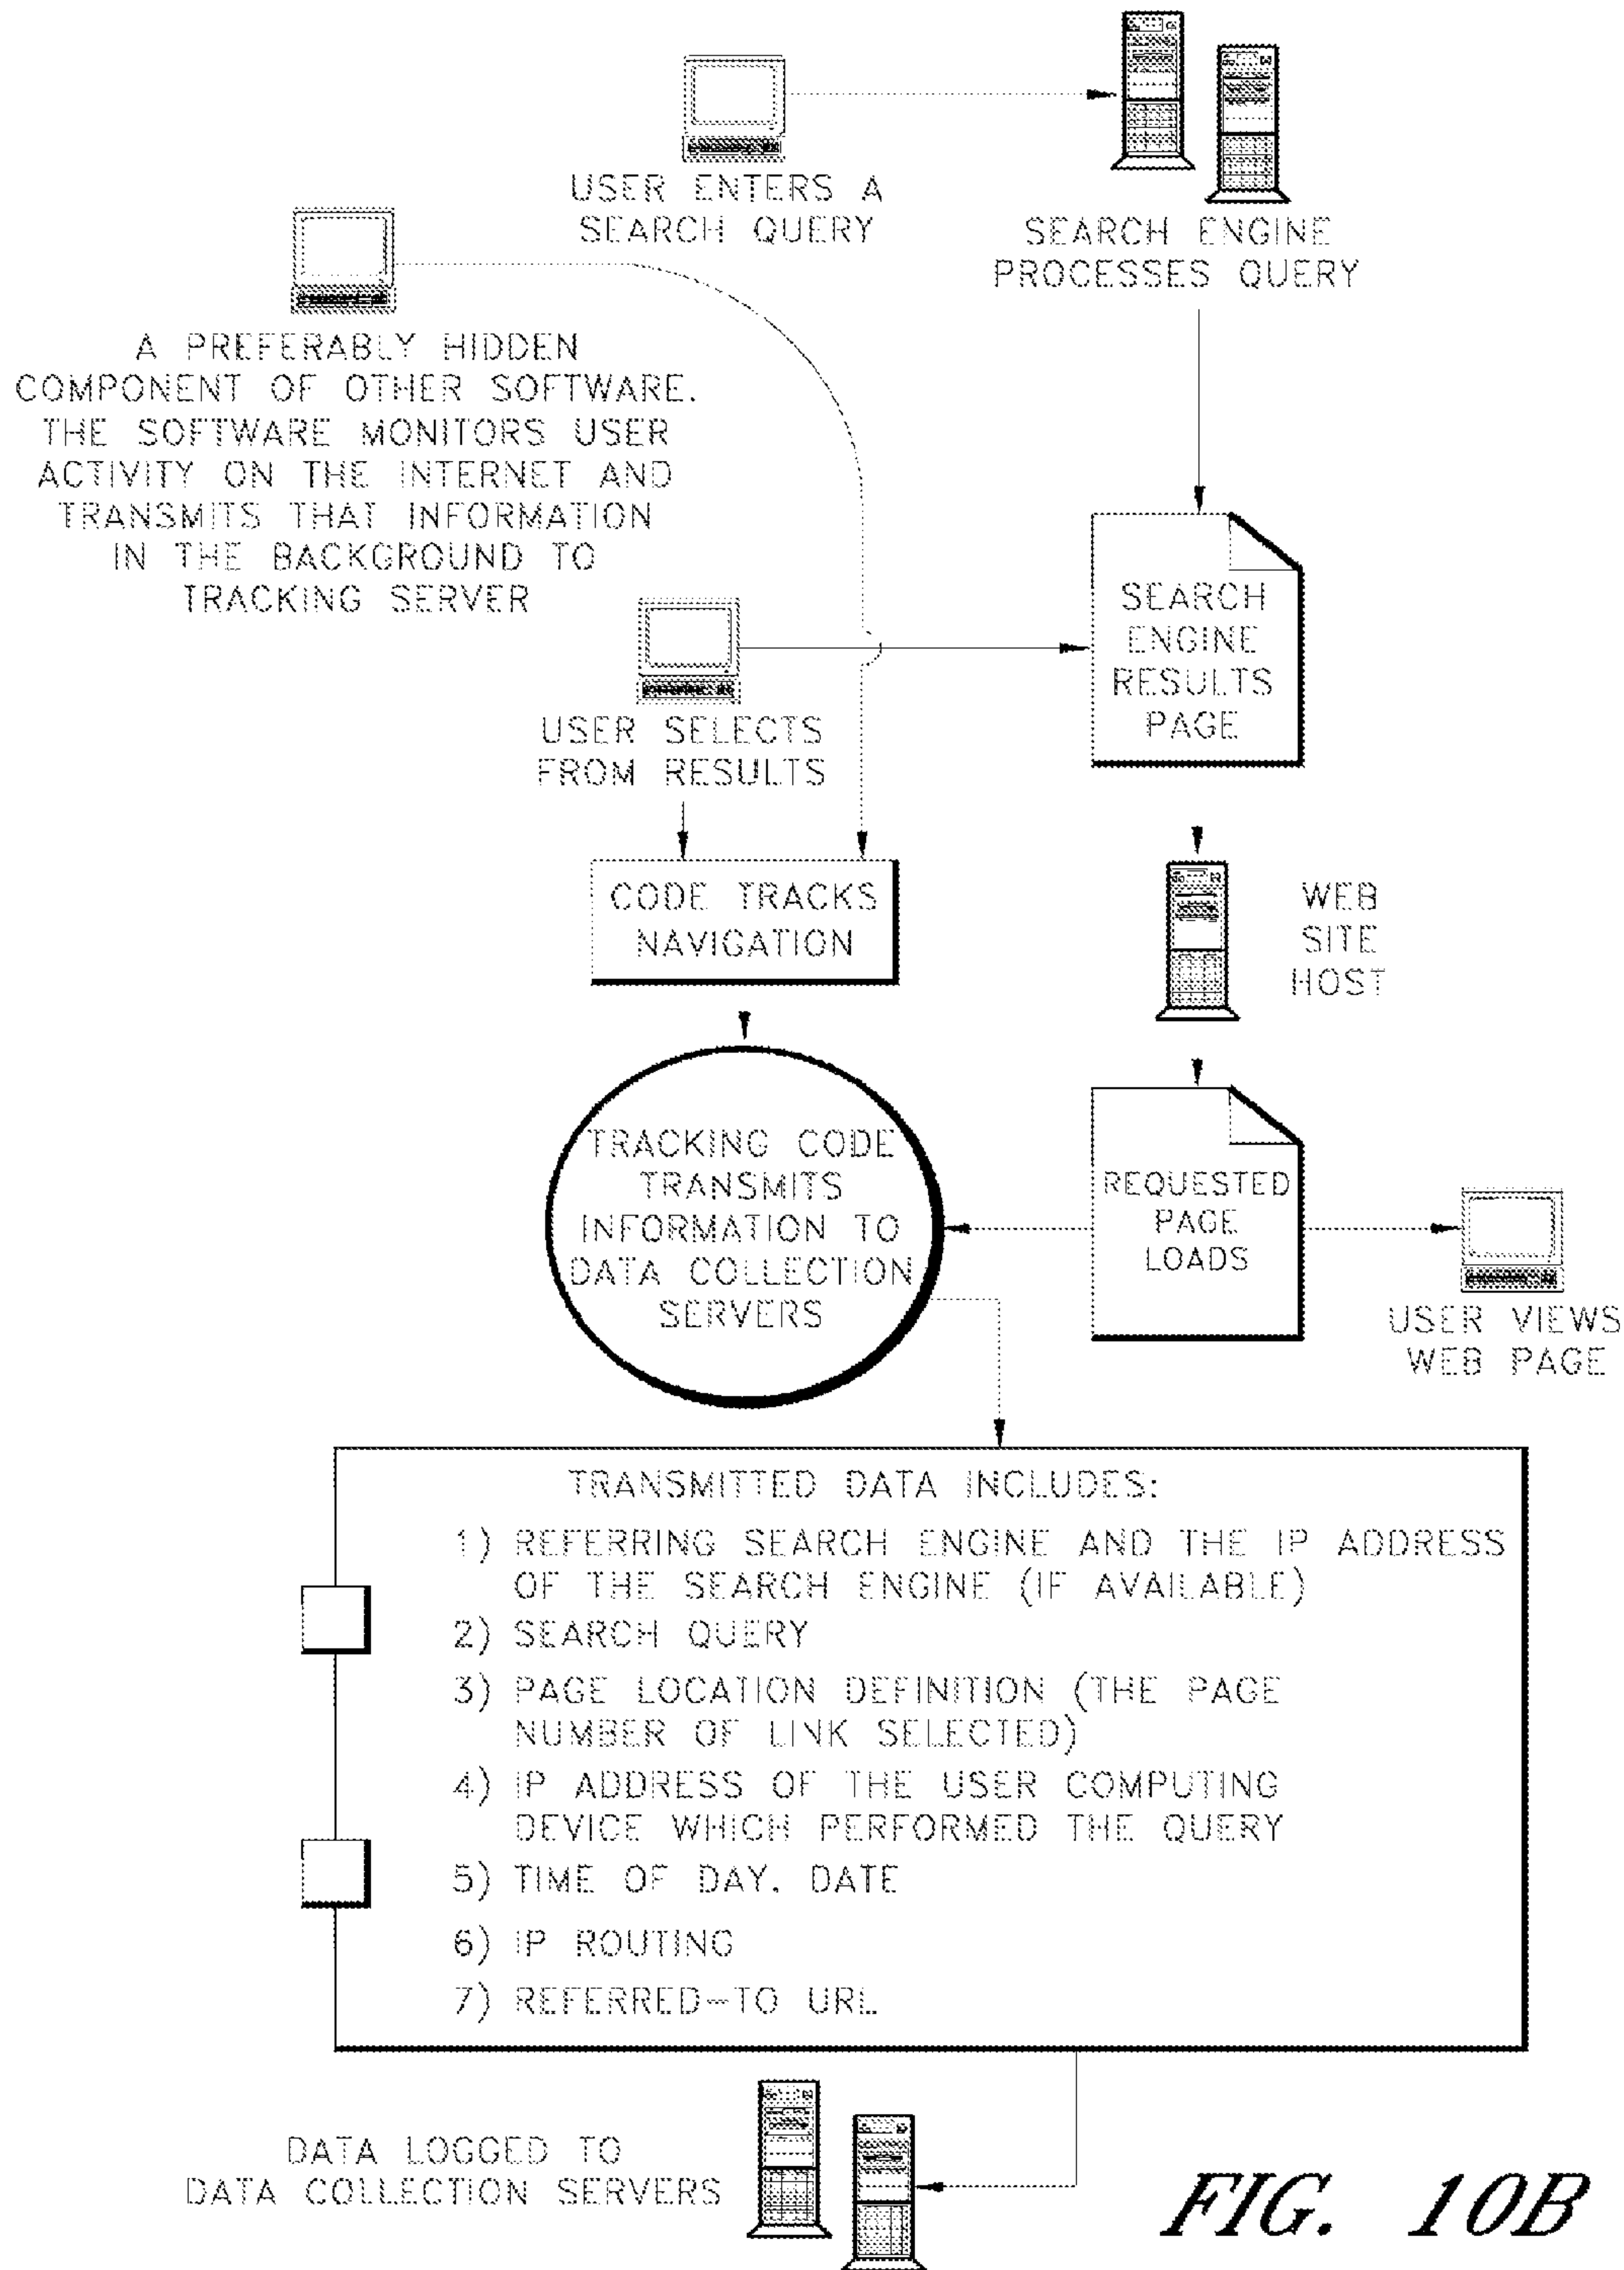 USER ENTERS A
SEARCH QUERY
SEARCH ENGINE
PROCESSES QUERY
A PREFERABLY HIDDEN
COMPONENT OF OTHER SOFTWARE.
THE SOFTWARE MONITORS USER
ACTIVITY ON THE INTERNET AND
TRANSMITS THAT INFORMATION
IN THE BACKGROUND TO
TRACKING SERVER
SEARCH
ENGINE
RESULTS
PAGE
USER SELECTS
FROM RESULTS
CODE TRACKS
NAVIGATION
WEB
SITE
HOST
TRACKING CODE
TRANSMITS
INFORMATION TO
DATA COLLECTION
SERVERS
REQUESTED
PAGE
LOADS
USER VIEWS
WEB PAGE
TRANSMITTED DATA INCLUDES:
1) REFERRING SEARCH ENGINE AND THE IP ADDRESS
OF THE SEARCH ENGINE (IF AVAILABLE)
2) SEARCH QUERY
3) PAGE LOCATION DEFINITION (THE PAGE
NUMBER OF LINK SELECTED)
4) IP ADDRESS OF THE USER COMPUTING
DEVICE WHICH PERFORMED THE QUERY
5) TIME OF DAY. DATE
6) IP ROUTING
7) REFERRED-TO URL
DATA LOGGED TO
DATA COLLECTION SERVERS
FIG. 10B